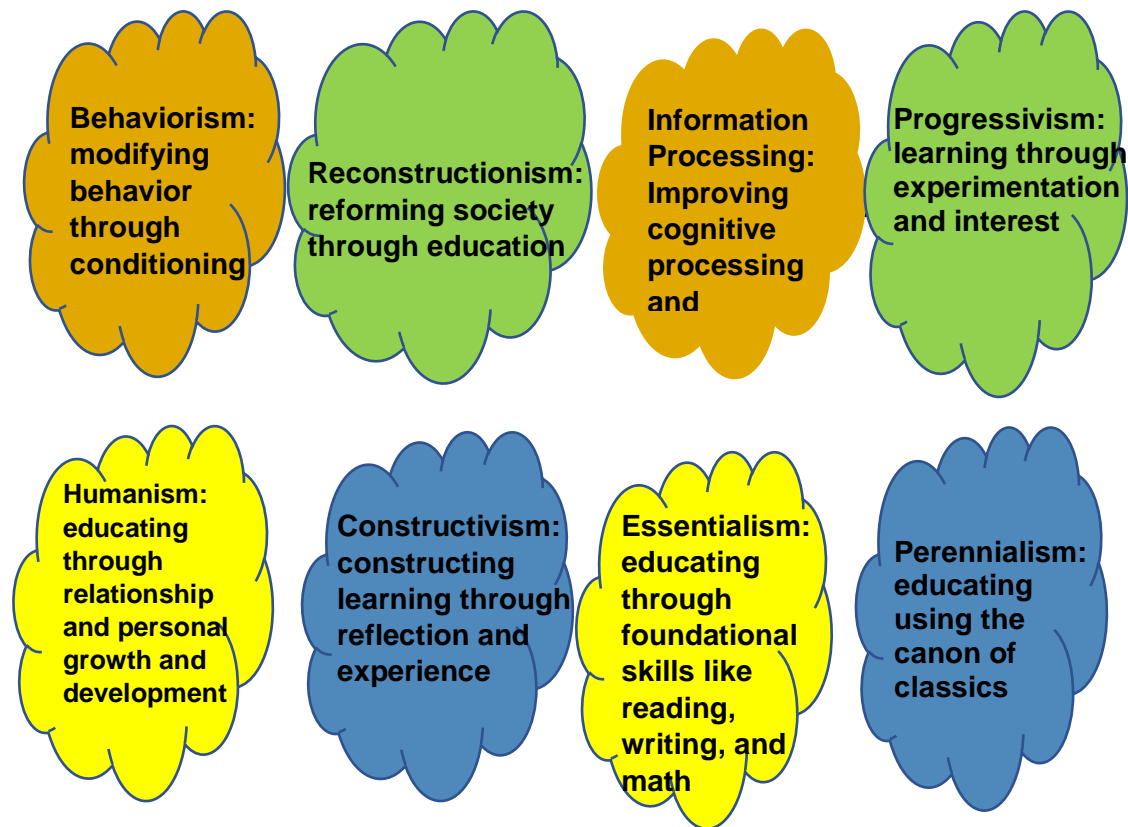 Behaviorism:
modifying
behavior
through
conditioning
Reconstructionism:
reforming society
through education
Information
Processing:
Improving
cognitive
processing
and
Progressivism:
learning through
experimentation
and interest
Humanism:
educating
through
relationship
and personal
growth and
development
Constructivism:
constructing
learning through
reflection and
experience
Essentialism:
educating
through
foundational
skills like
reading,
writing, and
math
Perennialism:
educating
using the
canon of
classics